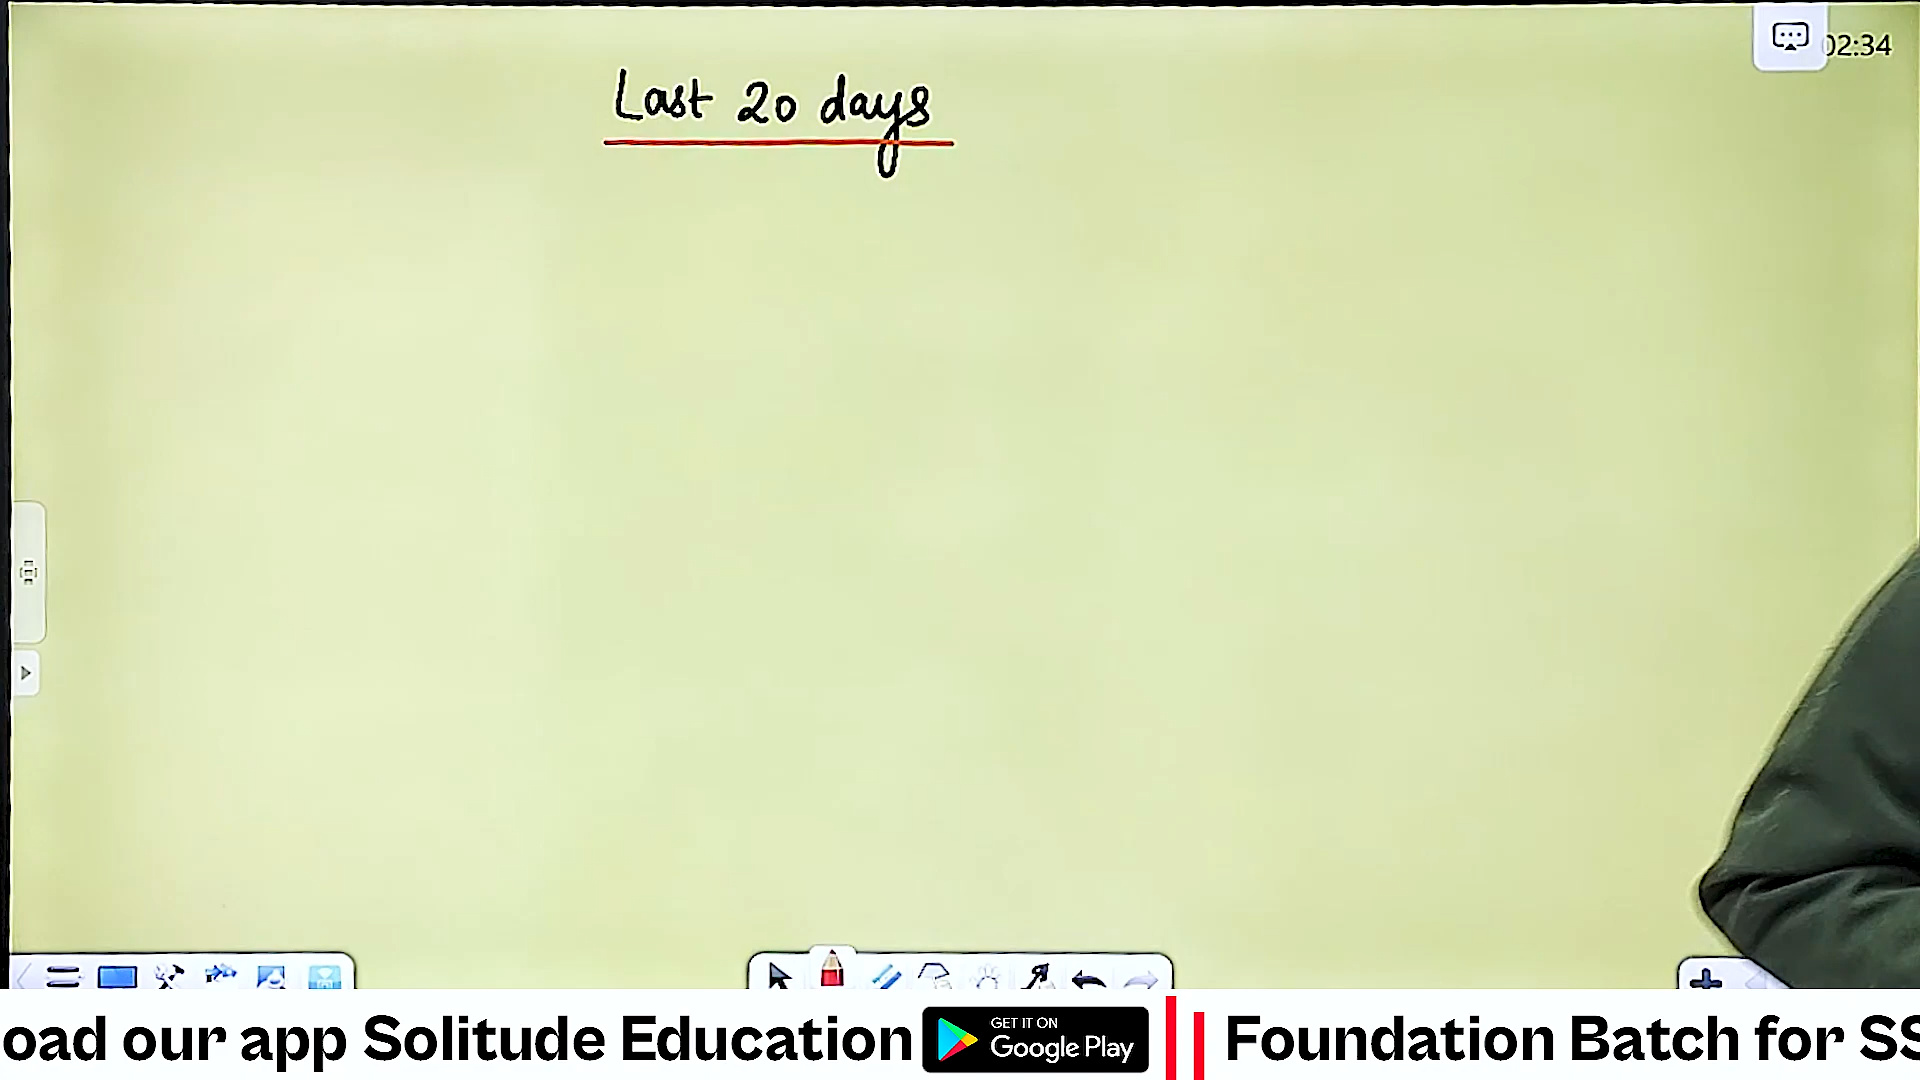 02:34
Last 20 days
oad our app Solitude Education GET IT ON Google Play || Foundation Batch for SS